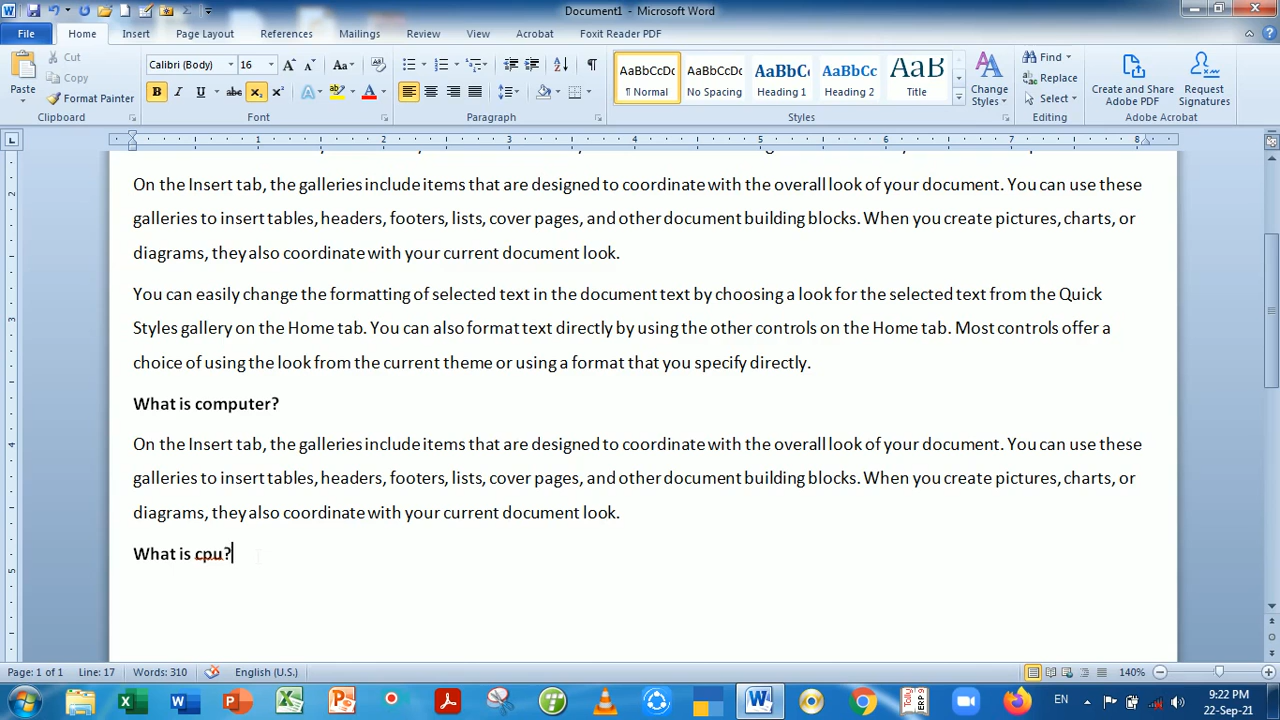 Document1 - Microsoft Word
File Home Insert Page Layout References Mailings Review View Acrobat Foxit Reader PDF
Paste
Cut
Copy
Format Painter
Clipboard
Calibri (Body) 16
B I U abc X₂ X²
Font
Paragraph
AaBbCcDc AaBbCcDc AaBbC AaBbCc AaB
¶ Normal No Spacing Heading 1 Heading 2 Title
Change Styles
Styles
Find
Replace
Select
Editing
Create and Share Adobe PDF
Request Signatures
Adobe Acrobat
1 2 3 4 5 6 7 8
On the Insert tab, the galleries include items that are designed to coordinate with the overall look of your document. You can use these
galleries to insert tables, headers, footers, lists, cover pages, and other document building blocks. When you create pictures, charts, or
diagrams, they also coordinate with your current document look.
You can easily change the formatting of selected text in the document text by choosing a look for the selected text from the Quick
Styles gallery on the Home tab. You can also format text directly by using the other controls on the Home tab. Most controls offer a
choice of using the look from the current theme or using a format that you specify directly.
What is computer?
On the Insert tab, the galleries include items that are designed to coordinate with the overall look of your document. You can use these
galleries to insert tables, headers, footers, lists, cover pages, and other document building blocks. When you create pictures, charts, or
diagrams, they also coordinate with your current document look.
What is cpu?
Page: 1 of 1 Line: 17 Words: 310 English (U.S.) 140%
EN 9:22 PM
22-Sep-21